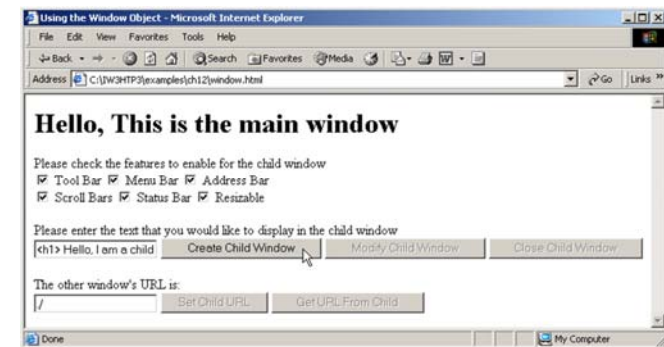 Using the Window Object - Microsoft Internet Explorer
File Edit View Favorites Tools Help
Back Search Favorites Media
Address C:\IW3HTP3\examples\ch12\window.html Go Links »
Hello, This is the main window
Please check the features to enable for the child window
Tool Bar Menu Bar Address Bar
Scroll Bars Status Bar Resizable
Please enter the text that you would like to display in the child window
<h1> Hello, I am a child Create Child Window Modify Child Window Close Child Window
The other window's URL is:
./ Set Child URL Get URL From Child
Done My Computer